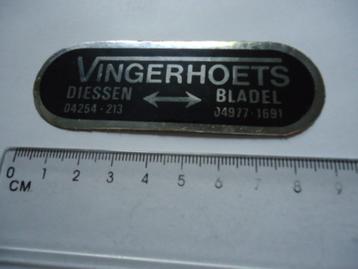 VINGERHOETS
DIESSEN BLADEL
04254-213 04977-1691
0 1 2 3 4 5 6 7 8 9
CM